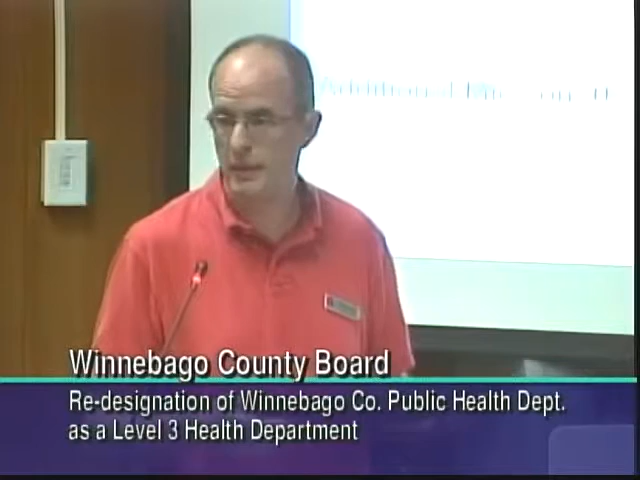 Winnebago County Board
Re-designation of Winnebago Co. Public Health Dept.
as a Level 3 Health Department